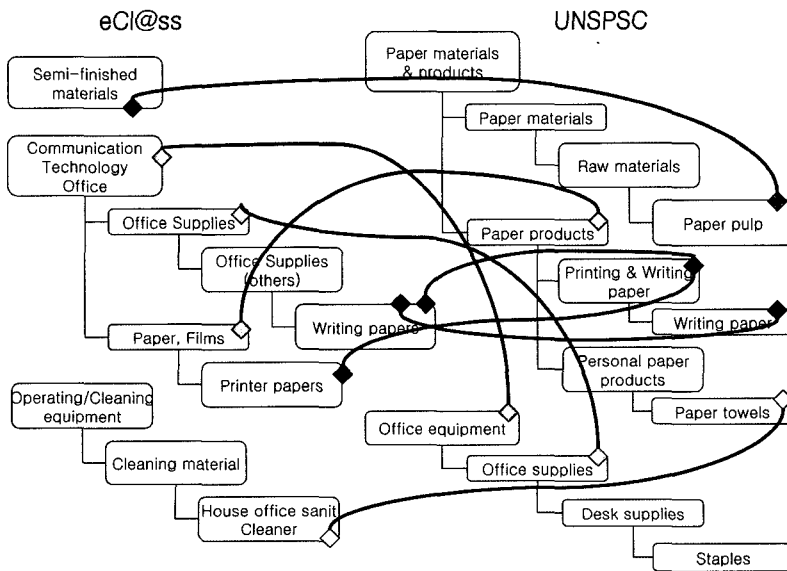 eCl@ss
UNSPSC
Semi-finished
materials
Communication
Technology
Office
Office Supplies
Office Supplies
(others)
Writing papers
Paper, Films
Printer papers
Operating/Cleaning
equipment
Cleaning material
House office sanit
Cleaner
Paper materials
& products
Paper materials
Raw materials
Paper pulp
Paper products
Printing & Writing
paper
Writing paper
Personal paper
products
Paper towels
Office equipment
Office supplies
Desk supplies
Staples